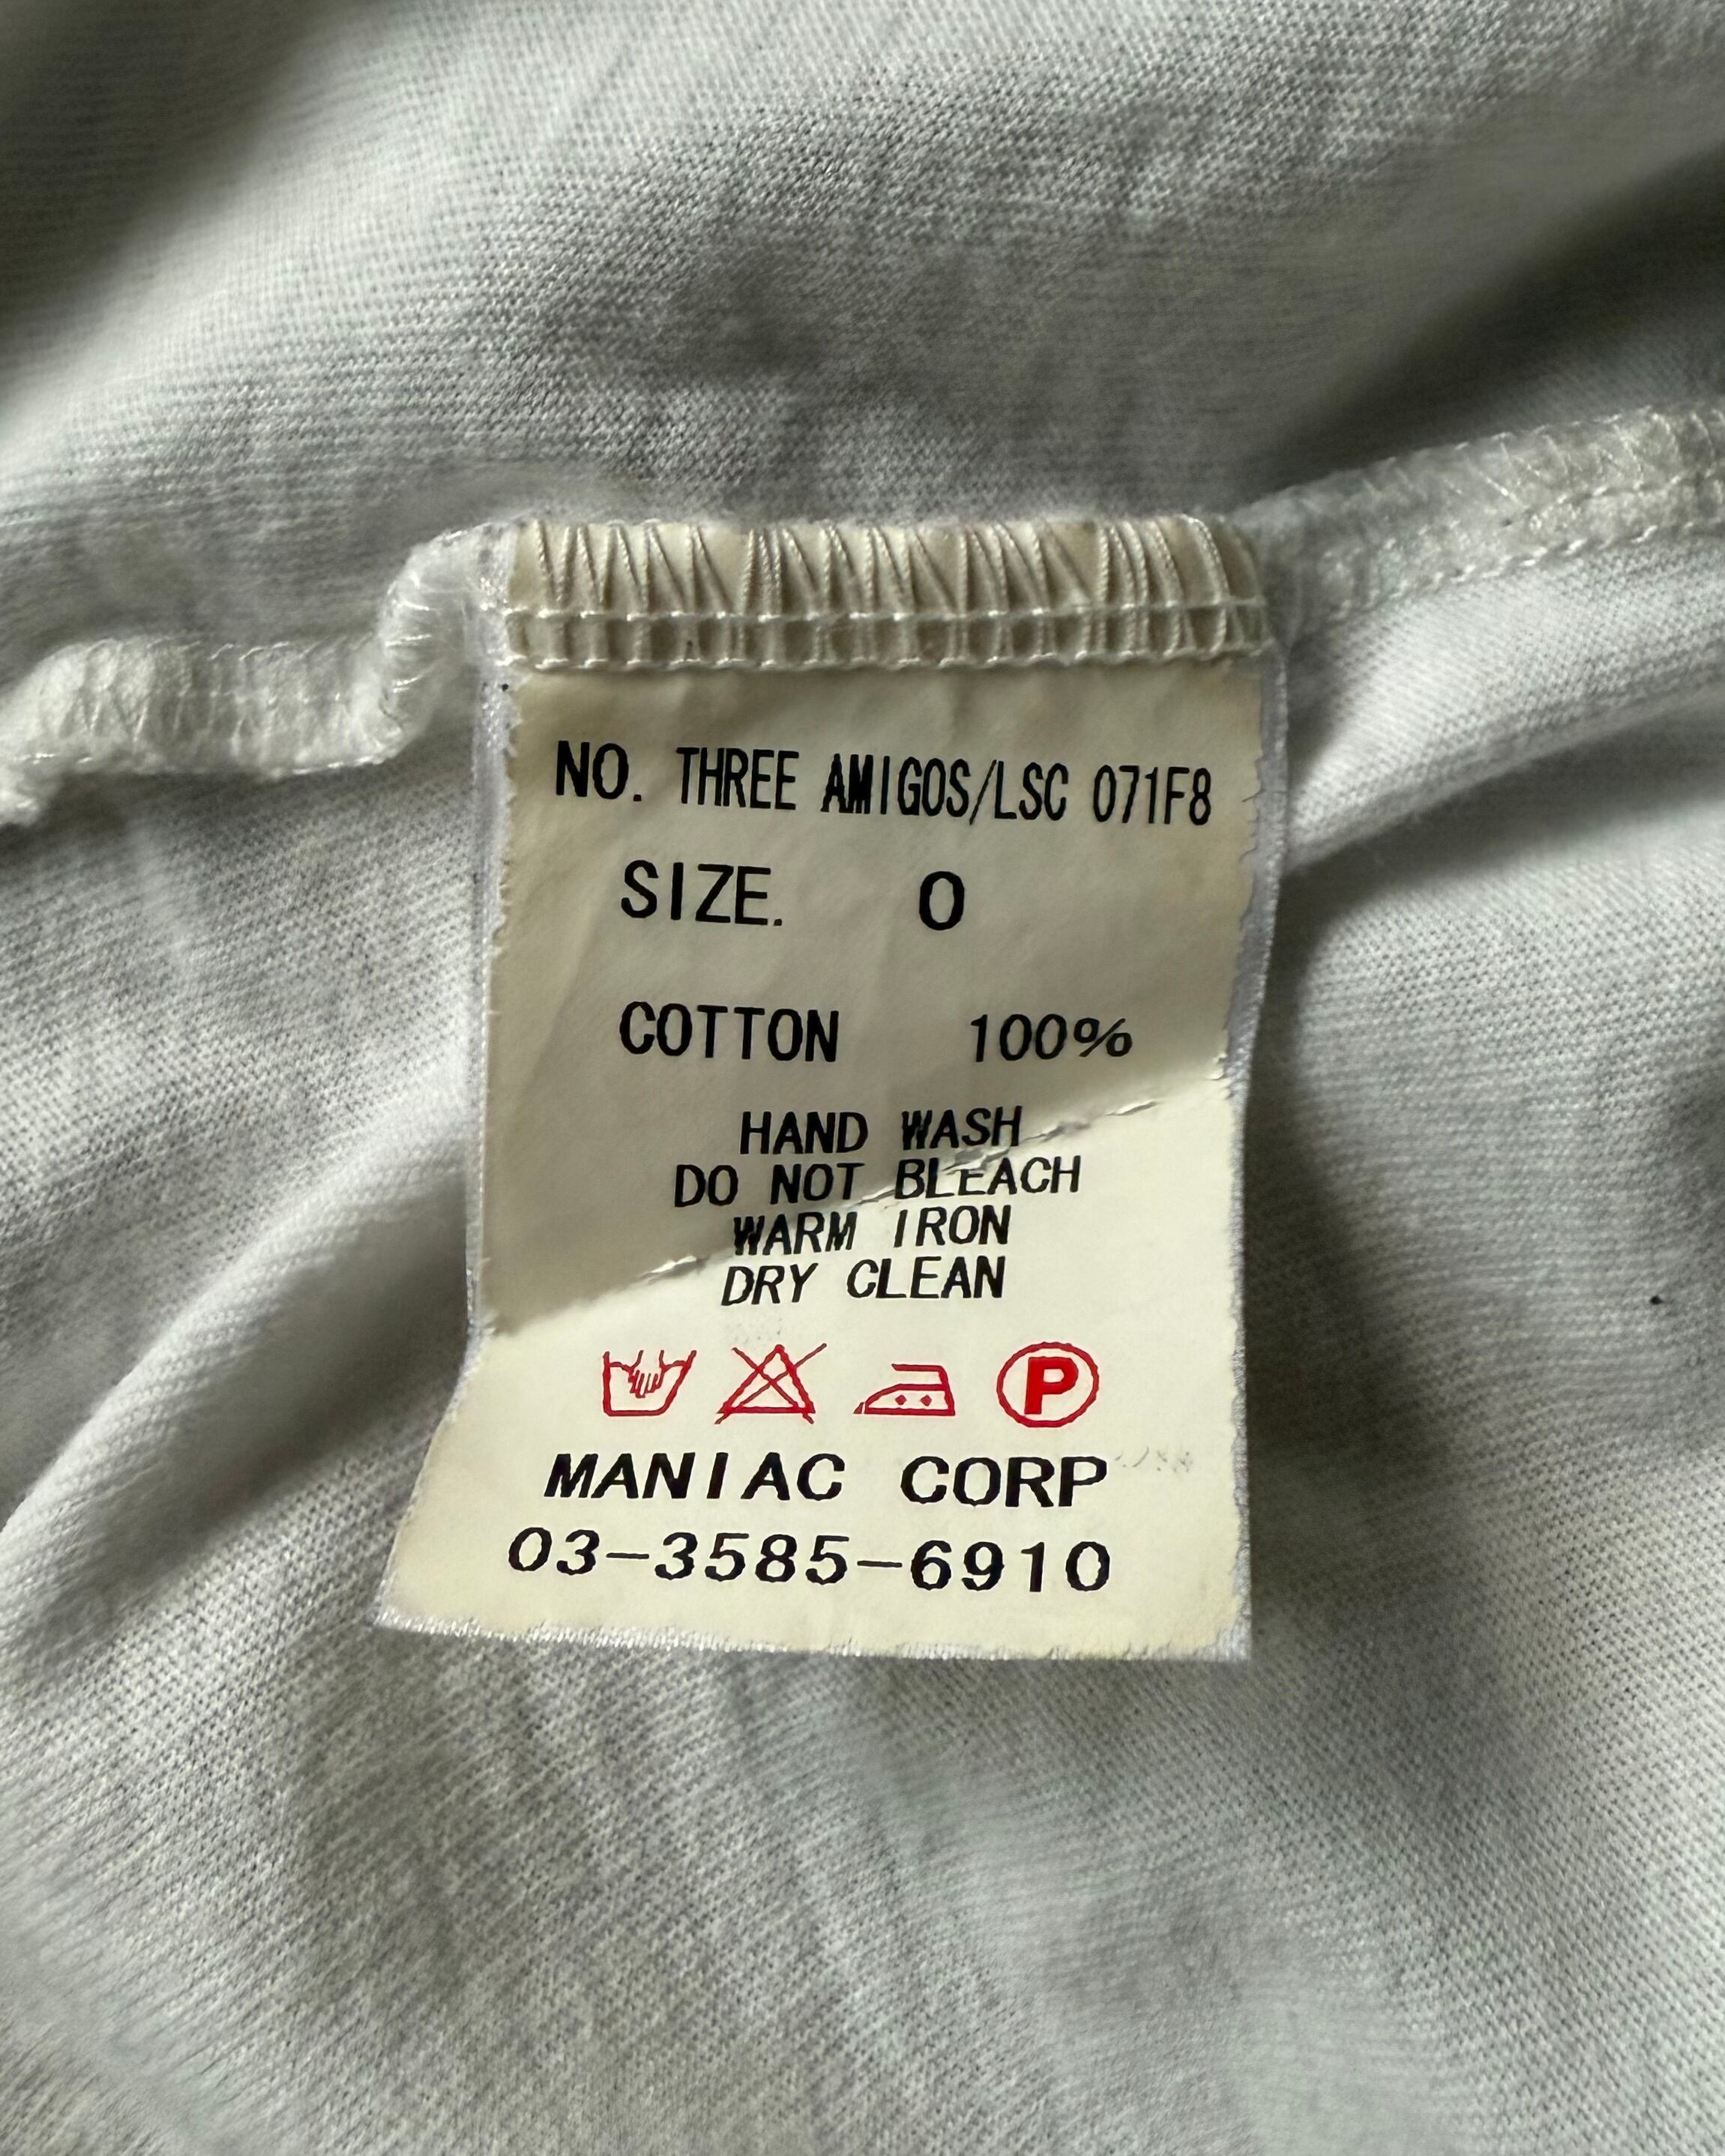 NO. THREE AMIGOS/LSC 071F8
SIZE. 0
COTTON 100%
HAND WASH
DO NOT BLEACH
WARM IRON
DRY CLEAN
P
MANIAC CORP
03-3585-6910